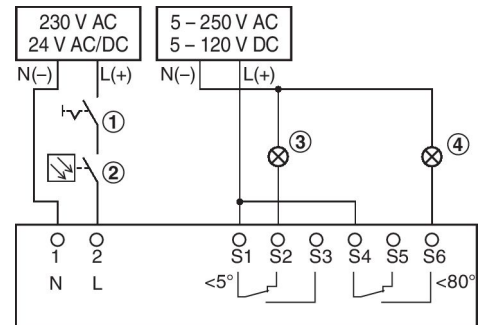 230 V AC
24 V AC/DC
5 – 250 V AC
5 – 120 V DC
N(–) L(+)
N(–) L(+)
1
2
3
4
1 2 S1 S2 S3 S4 S5 S6
N L <5° <80°